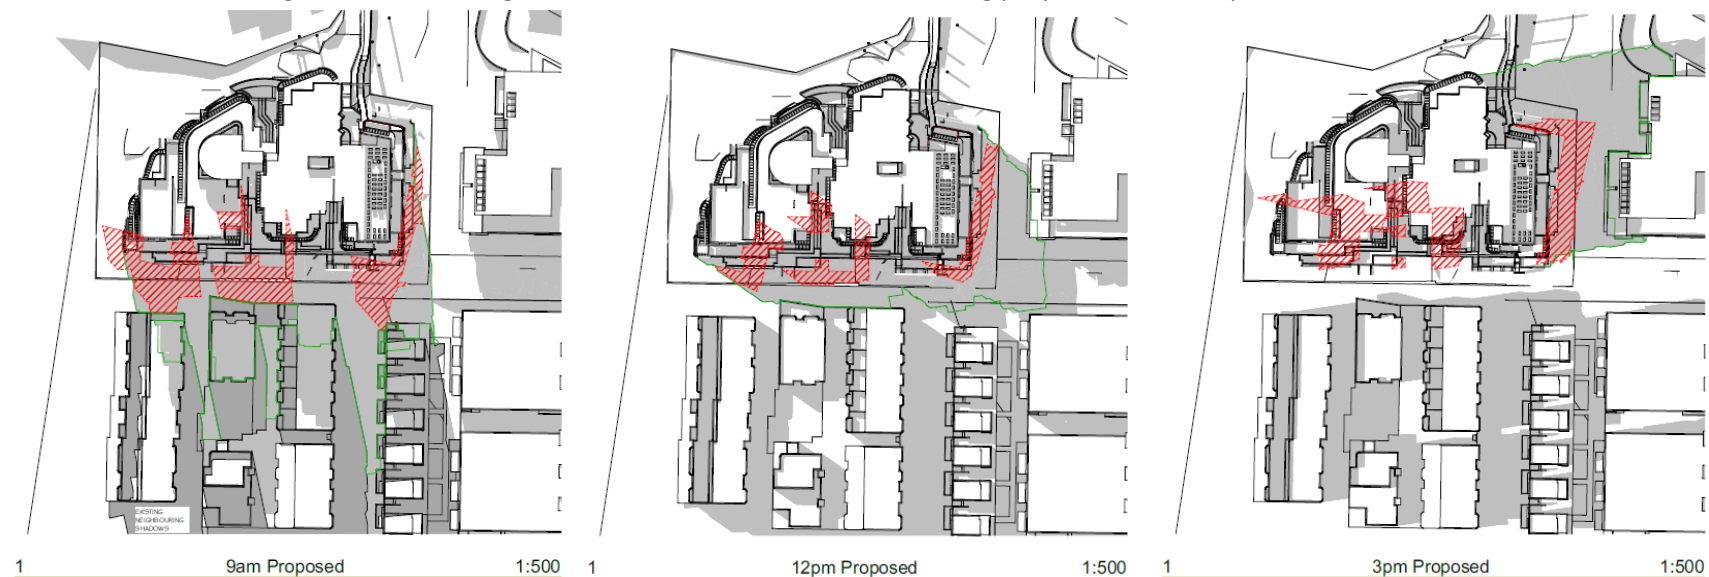 EXISTING
NEIGHBOURING
SHADOWS
1 9am Proposed 1:500
1 12pm Proposed 1:500
1 3pm Proposed 1:500